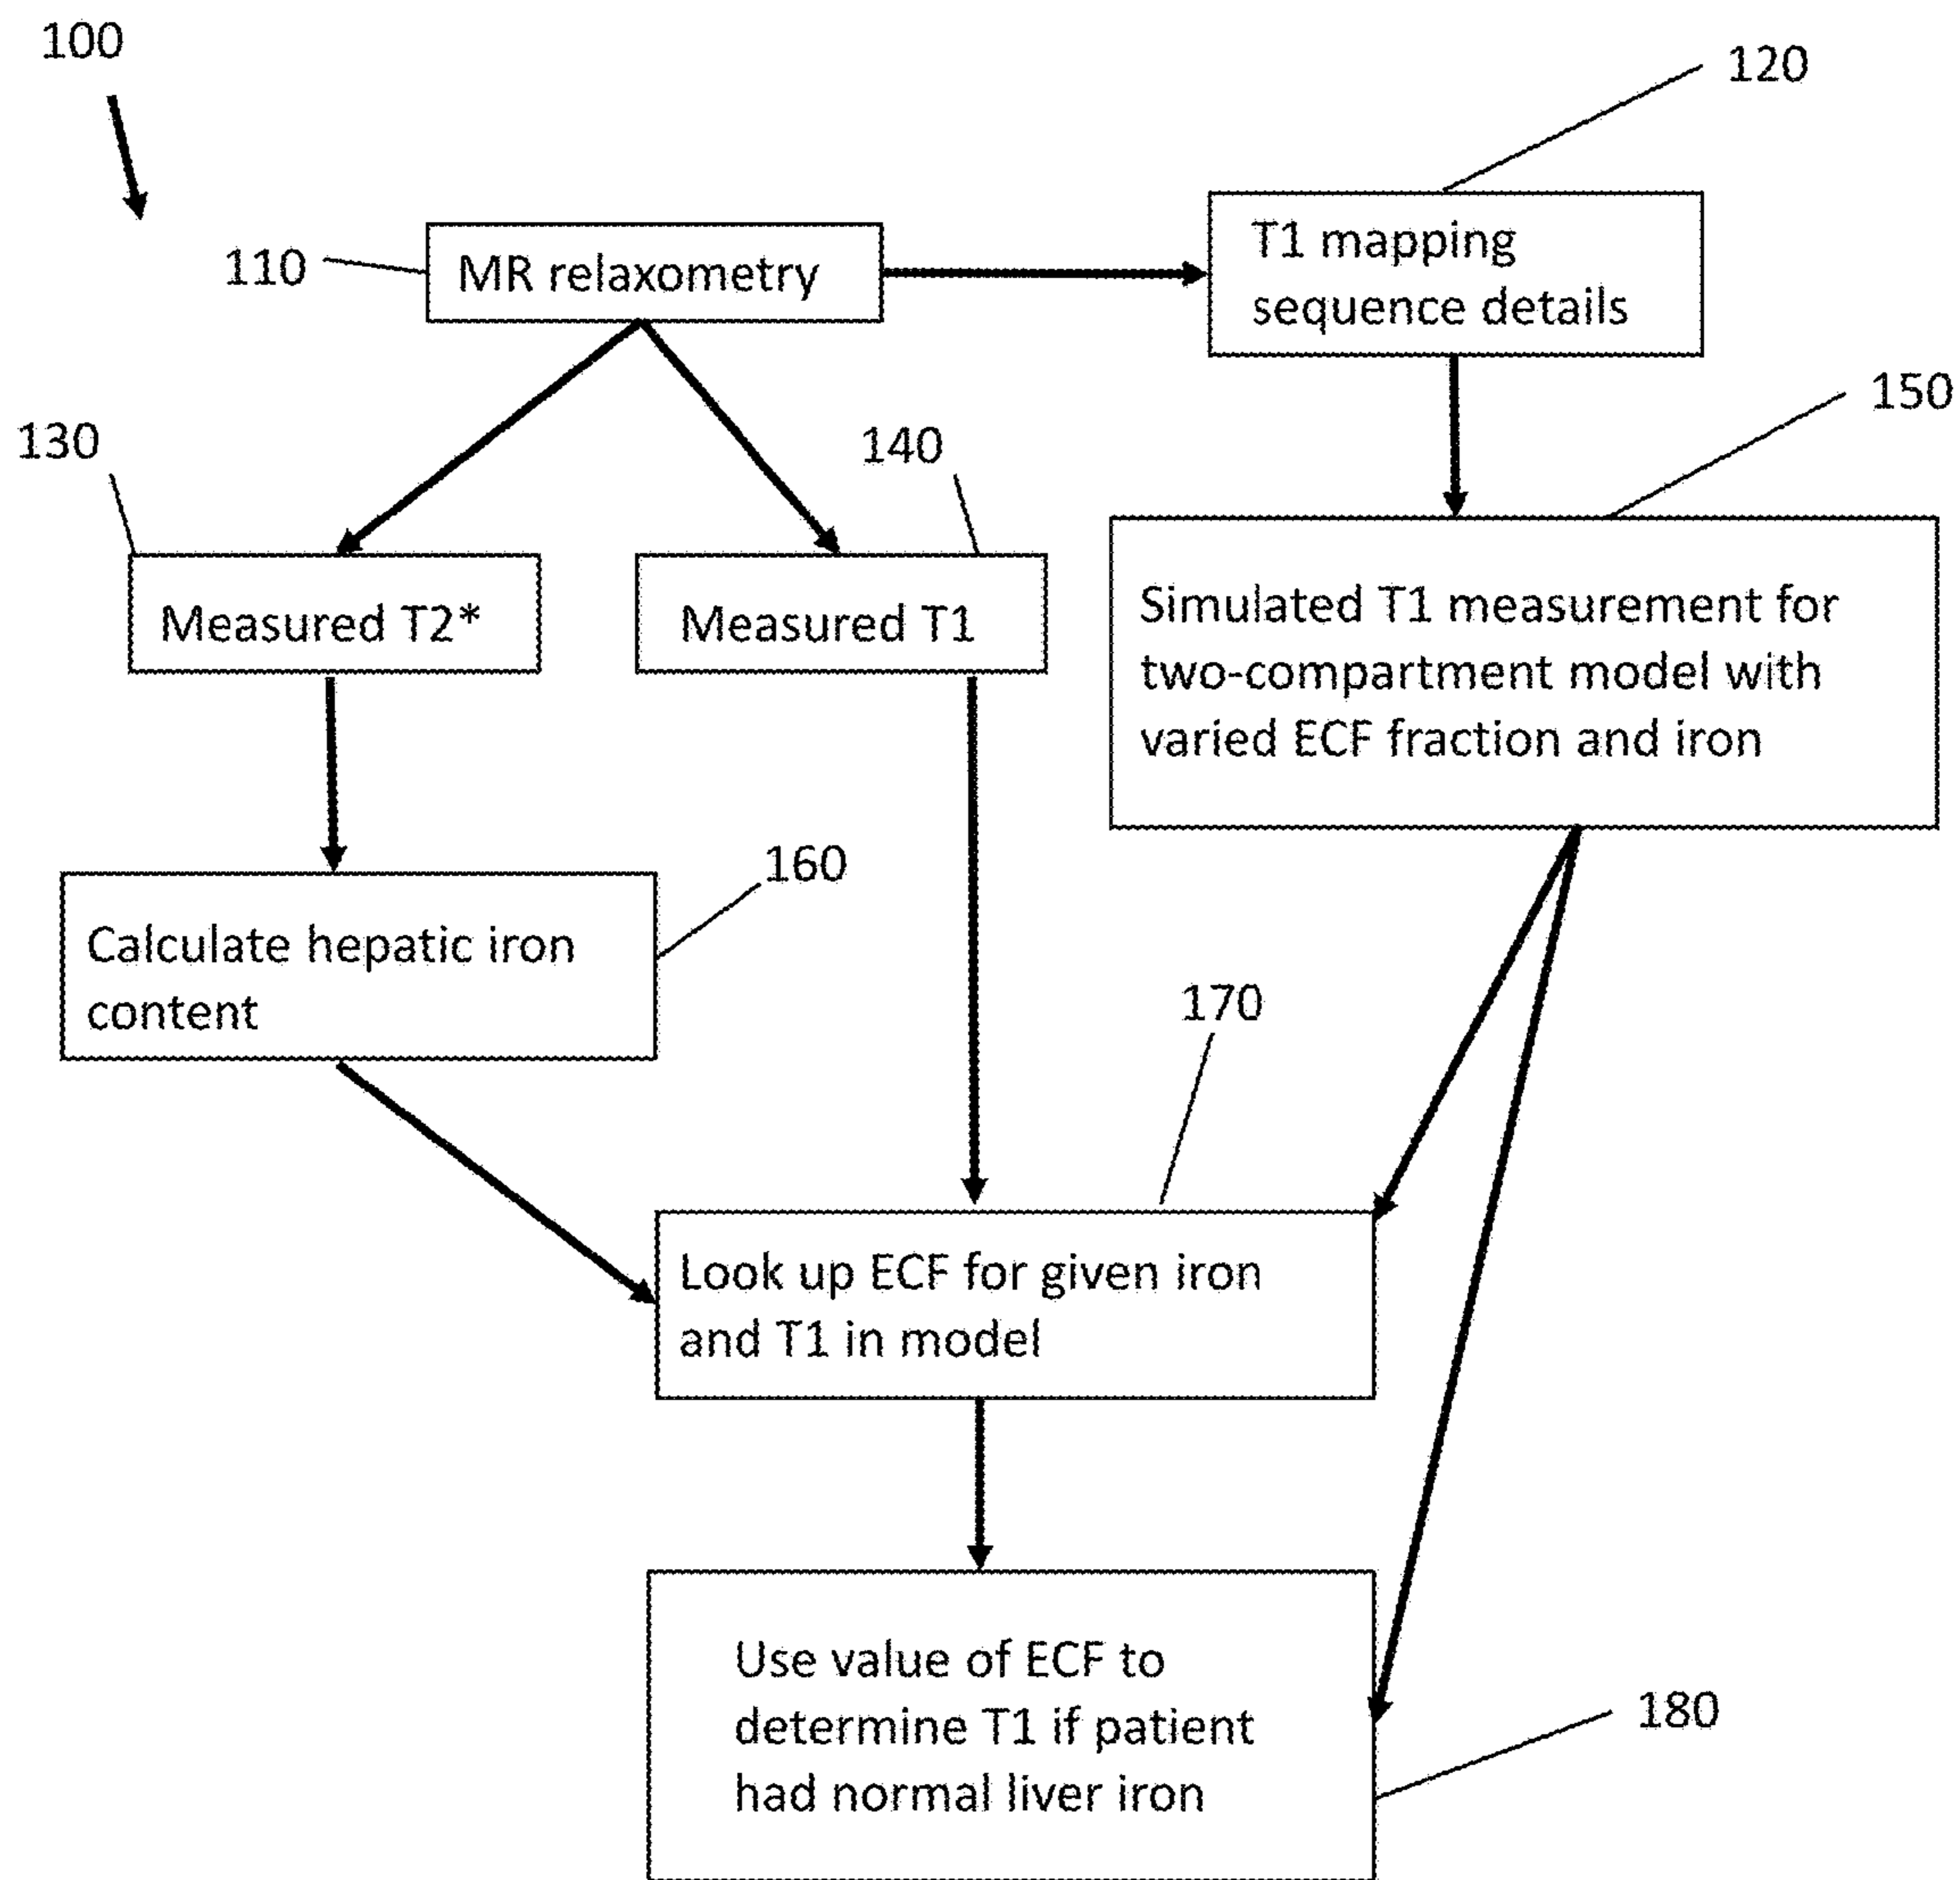 100
120
110
MR relaxometry
T1 mapping
sequence details
130
140
150
Measured T2*
Measured T1
Simulated T1 measurement for
two-compartment model with
varied ECF fraction and iron
160
Calculate hepatic iron
content
170
Look up ECF for given iron
and T1 in model
Use value of ECF to
determine T1 if patient
had normal liver iron
180